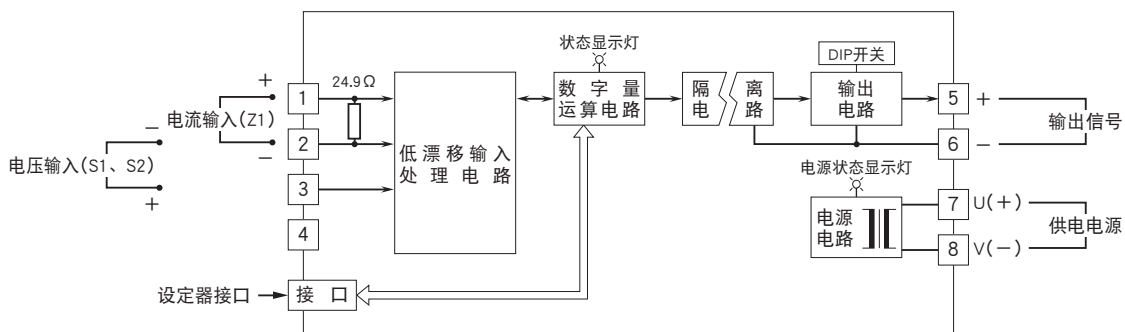 状态显示灯
DIP开关
24.9Ω
+
1
电流输入(Z1)
−
2
−
电压输入(S1、S2)
+
3
4
低漂移输入
处理电路
数字量
运算电路
隔离
电路
输出
电路
5
+
输出信号
6
−
电源状态显示灯
电源
电路
7
U(+)
供电电源
8
V(−)
设定器接口
接口